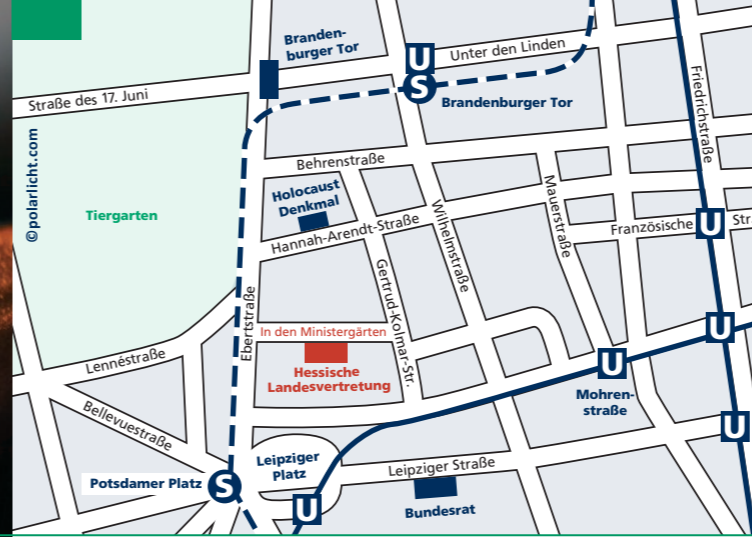 Branden-
burger Tor
U
Unter den Linden
S
Brandenburger Tor
Straße des 17. Juni
Friedrichstraße
©polarlicht.com
Behrenstraße
Tiergarten
Holocaust
Denkmal
Mauerstraße
Wilhelmstraße
Hannah-Arendt-Straße
Französische
U
Str
Gertrud-Kolmar-Str.
Ebertstraße
In den Ministergärten
U
Hessische
Landesvertretung
Lennéstraße
U
Mohren-
straße
Bellevuestraße
U
Leipziger
Platz
Leipziger Straße
Potsdamer Platz
S
U
Bundesrat